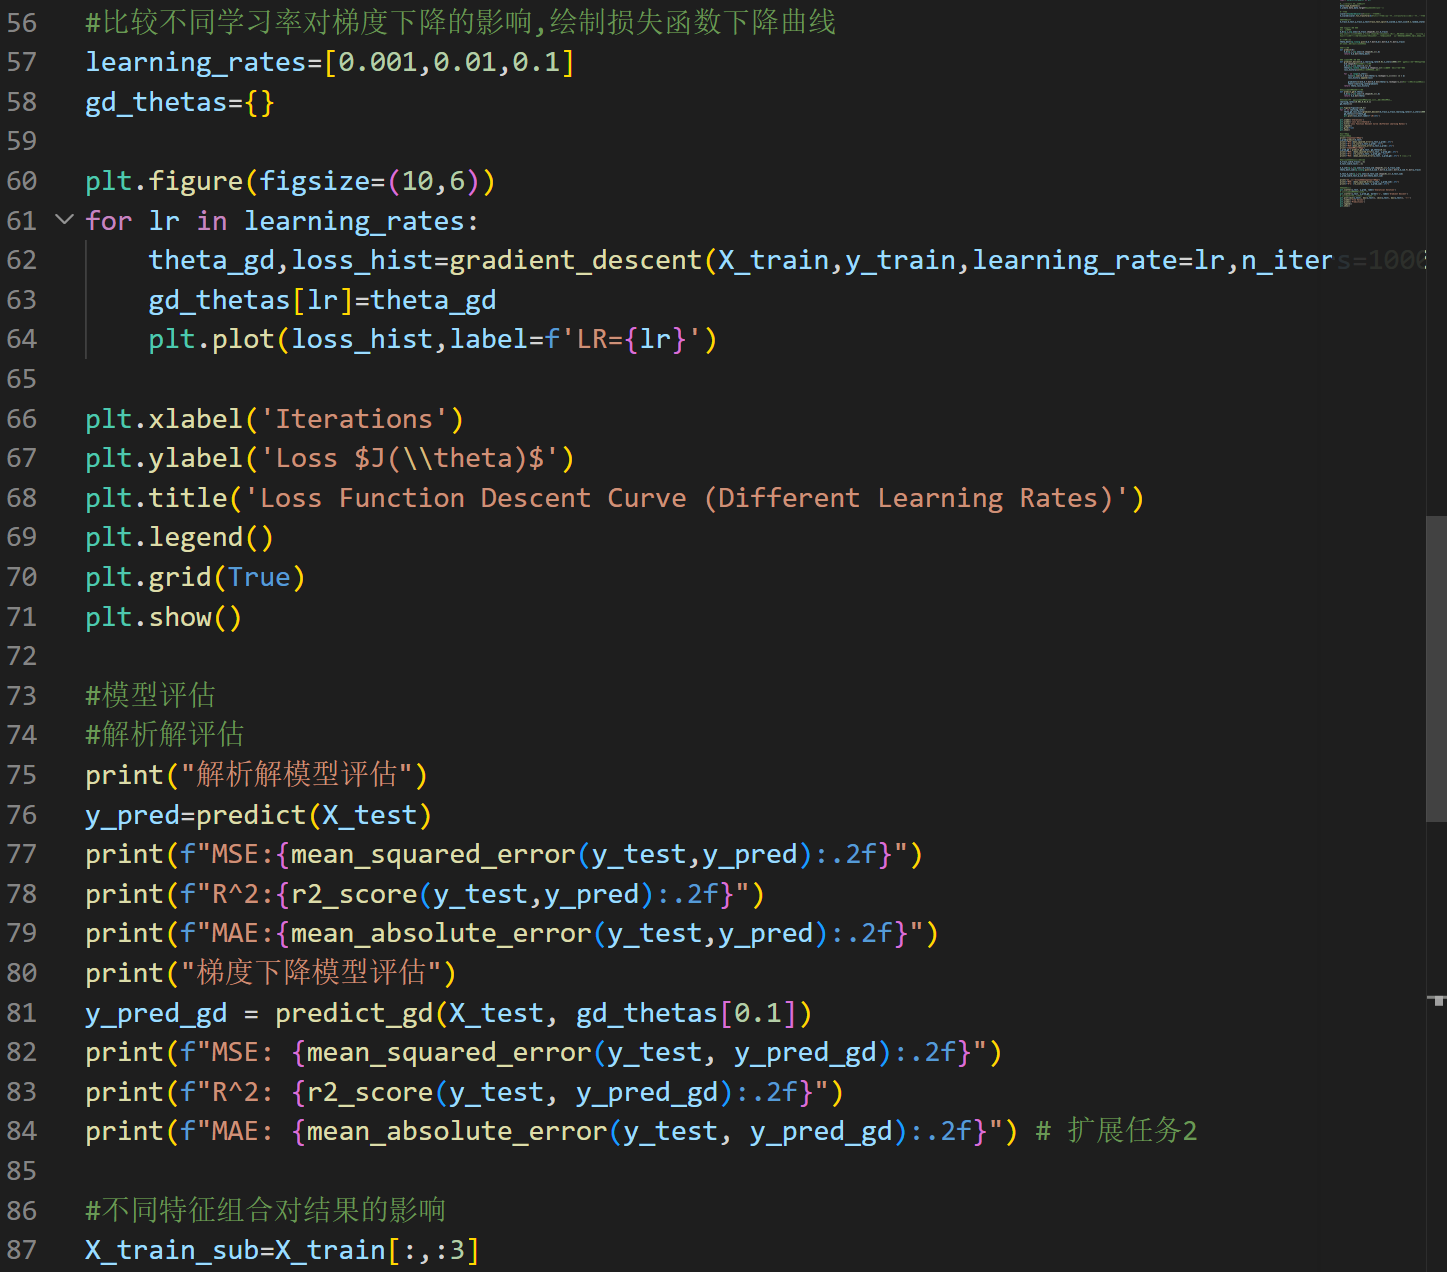 56 #比较不同学习率对梯度下降的影响,绘制损失函数下降曲线
57 learning_rates=[0.001,0.01,0.1]
58 gd_thetas={}
59
60 plt.figure(figsize=(10,6))
61 for lr in learning_rates:
62     theta_gd,loss_hist=gradient_descent(X_train,y_train,learning_rate=lr,n_iters=1000
63     gd_thetas[lr]=theta_gd
64     plt.plot(loss_hist,label=f'LR={lr}')
65
66 plt.xlabel('Iterations')
67 plt.ylabel('Loss $J(\\theta)$')
68 plt.title('Loss Function Descent Curve (Different Learning Rates)')
69 plt.legend()
70 plt.grid(True)
71 plt.show()
72
73 #模型评估
74 #解析解评估
75 print("解析解模型评估")
76 y_pred=predict(X_test)
77 print(f"MSE:{mean_squared_error(y_test,y_pred):.2f}")
78 print(f"R^2:{r2_score(y_test,y_pred):.2f}")
79 print(f"MAE:{mean_absolute_error(y_test,y_pred):.2f}")
80 print("梯度下降模型评估")
81 y_pred_gd = predict_gd(X_test, gd_thetas[0.1])
82 print(f"MSE: {mean_squared_error(y_test, y_pred_gd):.2f}")
83 print(f"R^2: {r2_score(y_test, y_pred_gd):.2f}")
84 print(f"MAE: {mean_absolute_error(y_test, y_pred_gd):.2f}") # 扩展任务2
85
86 #不同特征组合对结果的影响
87 X_train_sub=X_train[:,:3]